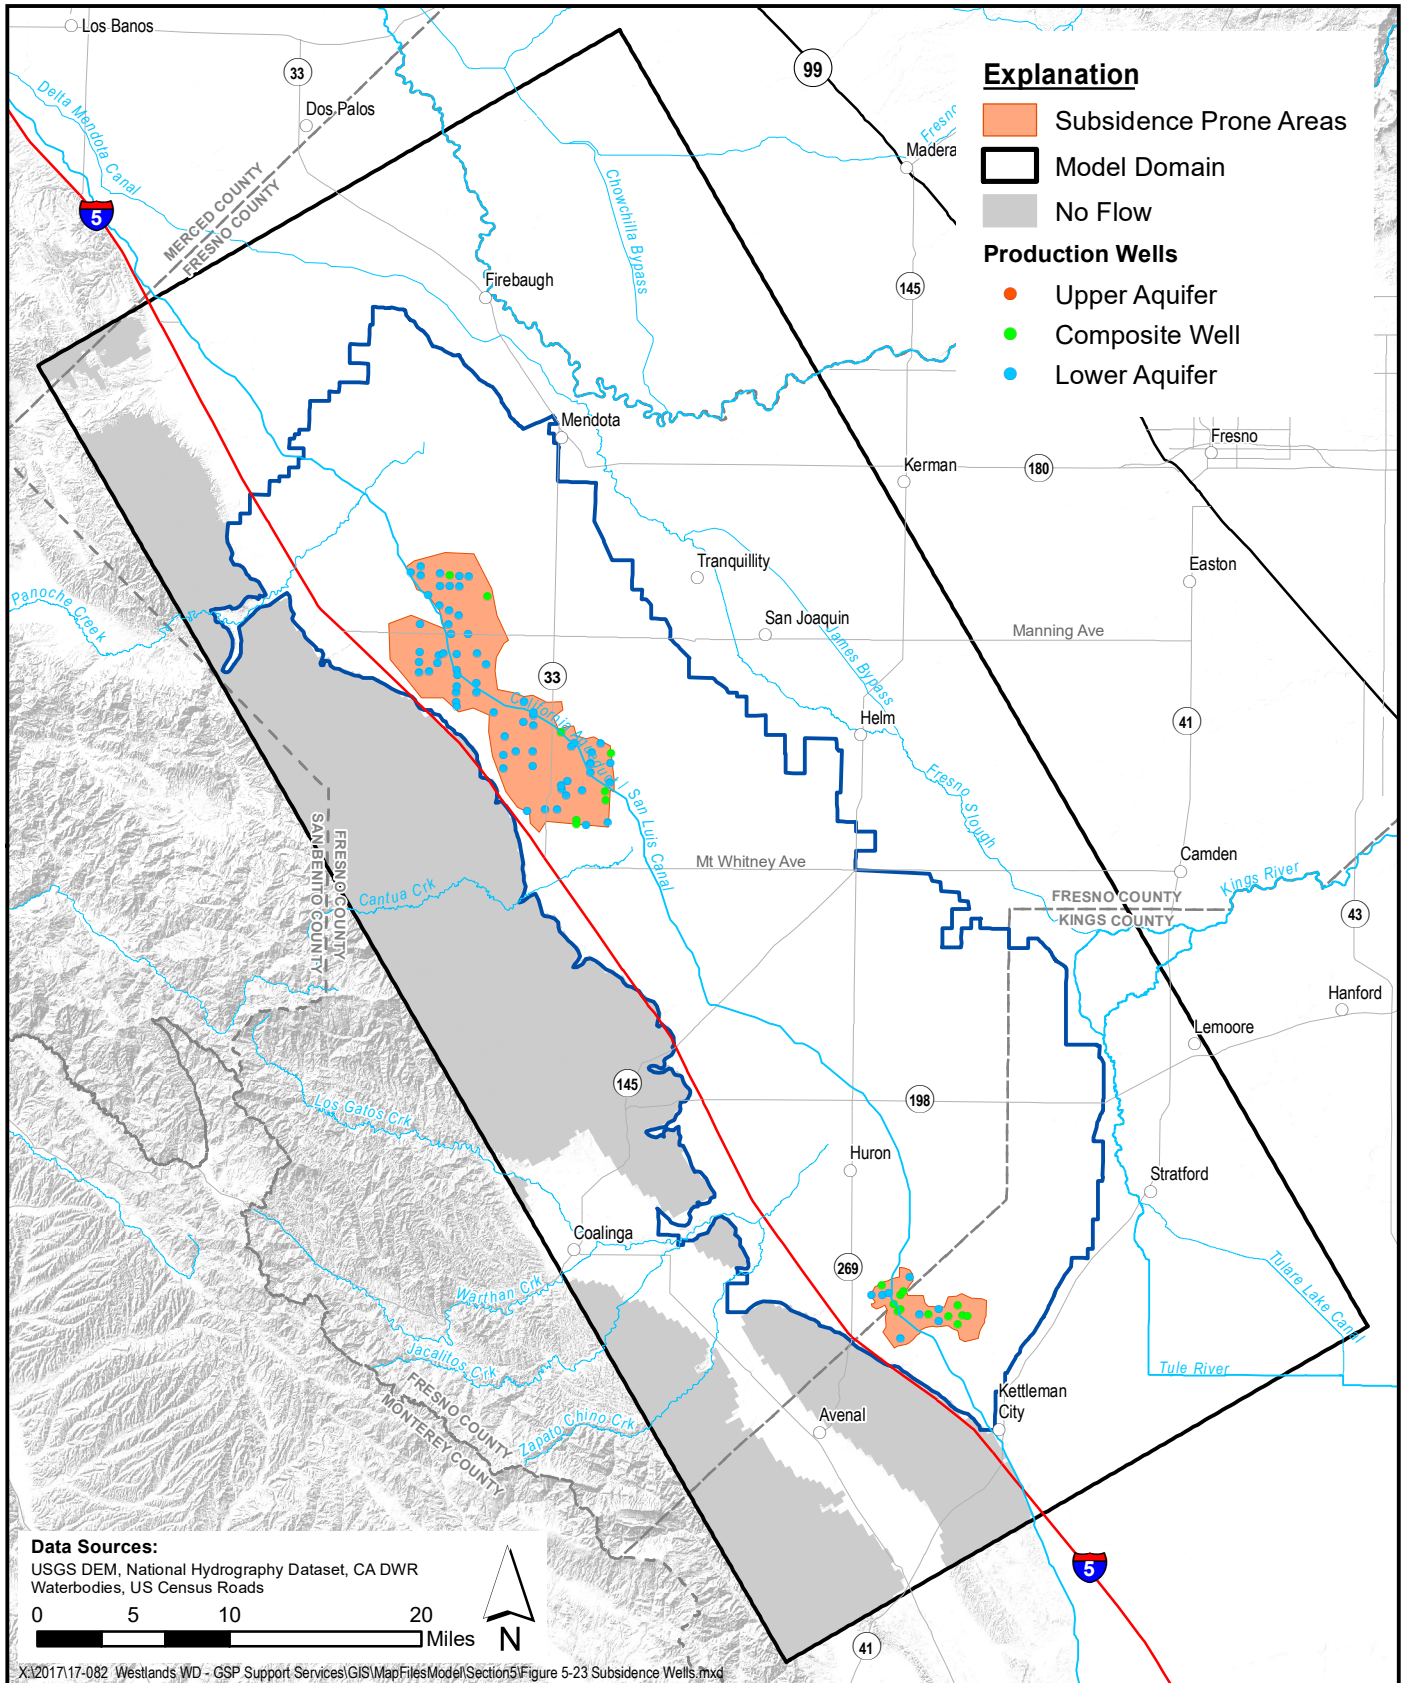 Los Banos
33
Dos Palos
99
Delta Mendota Canal
5
MERCED COUNTY
FRESNO COUNTY
Chowchilla Bypass
Fresno
Madera
145
Firebaugh
Mendota
Kerman
180
Fresno
Explanation
Subsidence Prone Areas
Model Domain
No Flow
Production Wells
Upper Aquifer
Composite Well
Lower Aquifer
Panoche Creek
Tranquillity
Easton
San Joaquin
Manning Ave
James Bypass
33
Helm
41
California Aqueduct / San Luis Canal
Fresno Slough
SAN BENITO COUNTY
FRESNO COUNTY
Mt Whitney Ave
Camden
Cantua Crk
Kings River
FRESNO COUNTY
KINGS COUNTY
43
Hanford
Lemoore
145
198
Los Gatos Crk
Huron
Stratford
Coalinga
269
Warthan Crk
Tulare Lake Canal
Jacalitos Crk
Tule River
FRESNO COUNTY
MONTEREY COUNTY
Kettleman
City
Zapato Chino Crk
Avenal
5
41
Data Sources:
USGS DEM, National Hydrography Dataset, CA DWR
Waterbodies, US Census Roads
0 5 10 20
Miles
N
X:\2017\17-082 Westlands WD - GSP Support Services\GIS\MapFilesModel\Section5\Figure 5-23 Subsidence Wells.mxd